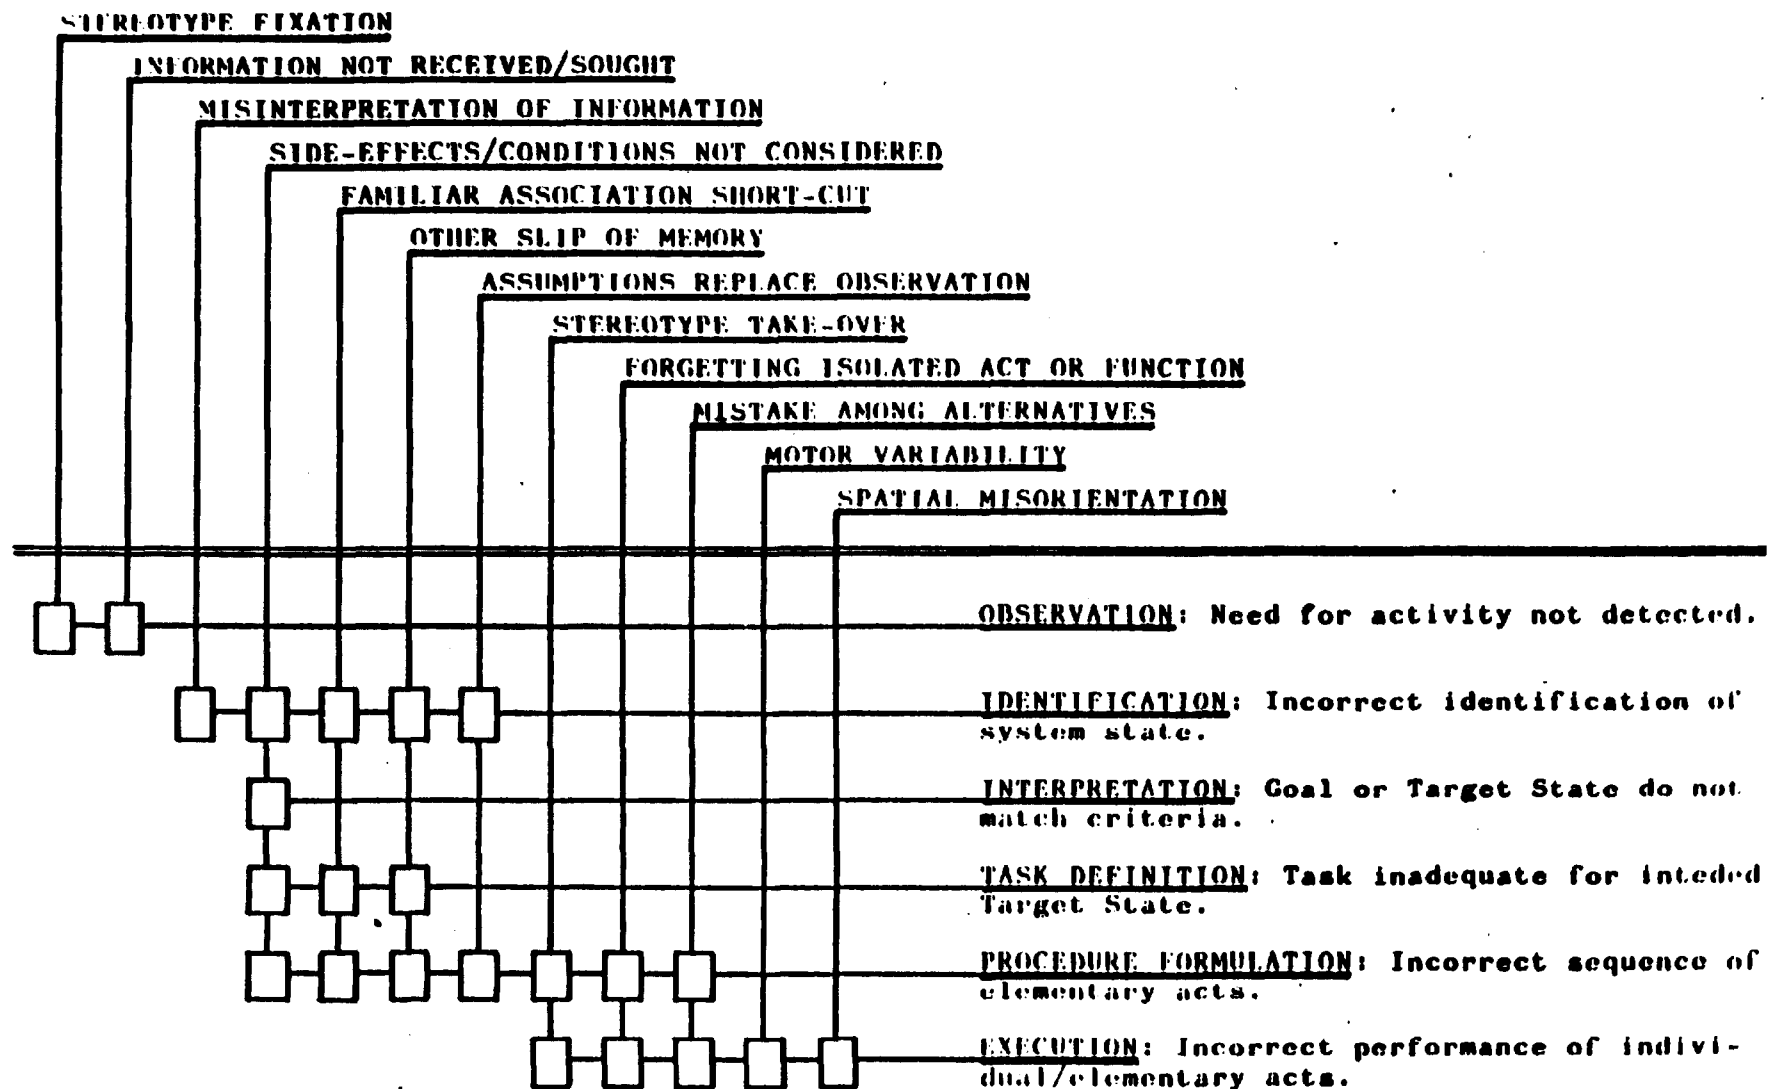 STEREOTYPE FIXATION
INFORMATION NOT RECEIVED/SOUGHT
MISINTERPRETATION OF INFORMATION
SIDE-EFFECTS/CONDITIONS NOT CONSIDERED
FAMILIAR ASSOCIATION SHORT-CUT
OTHER SLIP OF MEMORY
ASSUMPTIONS REPLACE OBSERVATION
STEREOTYPE TAKE-OVER
FORGETTING ISOLATED ACT OR FUNCTION
MISTAKE AMONG ALTERNATIVES
MOTOR VARIABILITY
SPATIAL MISORIENTATION
OBSERVATION: Need for activity not detected.
IDENTIFICATION: Incorrect identification of
system state.
INTERPRETATION: Goal or Target State do not
match criteria.
TASK DEFINITION: Task inadequate for inteded
Target State.
PROCEDURE FORMULATION: Incorrect sequence of
elementary acts.
EXECUTION: Incorrect performance of indivi-
dual/elementary acts.